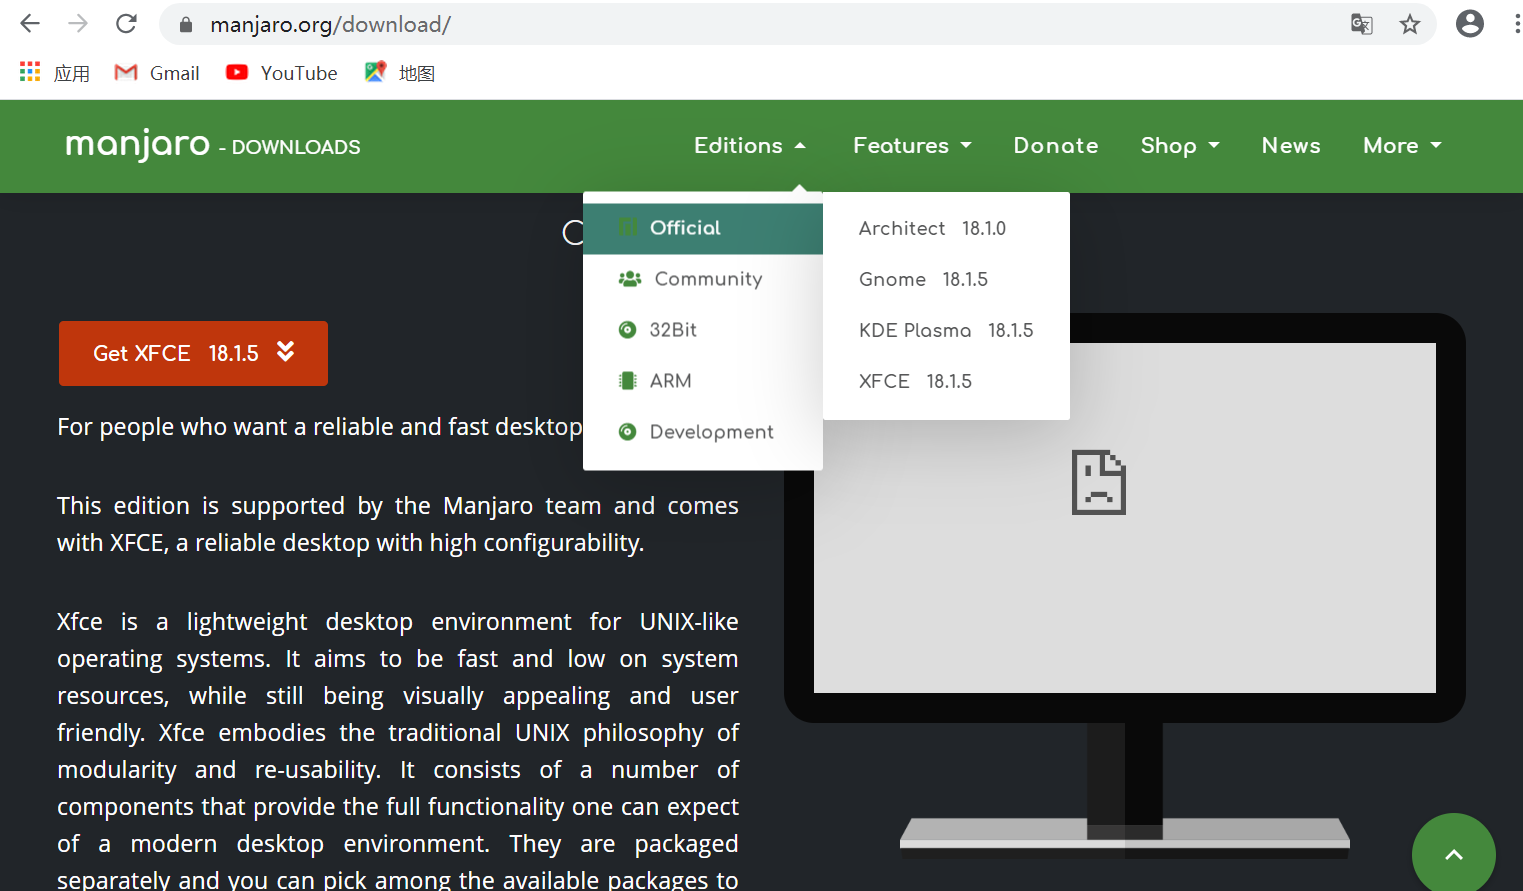 manjaro.org/download/
应用 Gmail YouTube 地图
manjaro - DOWNLOADS Editions Features Donate Shop News More
Official
Community
32Bit
ARM
Development
Architect 18.1.0
Gnome 18.1.5
KDE Plasma 18.1.5
XFCE 18.1.5
Get XFCE 18.1.5
For people who want a reliable and fast desktop
This edition is supported by the Manjaro team and comes
with XFCE, a reliable desktop with high configurability.
Xfce is a lightweight desktop environment for UNIX-like
operating systems. It aims to be fast and low on system
resources, while still being visually appealing and user
friendly. Xfce embodies the traditional UNIX philosophy of
modularity and re-usability. It consists of a number of
components that provide the full functionality one can expect
of a modern desktop environment. They are packaged
separately and you can pick among the available packages to